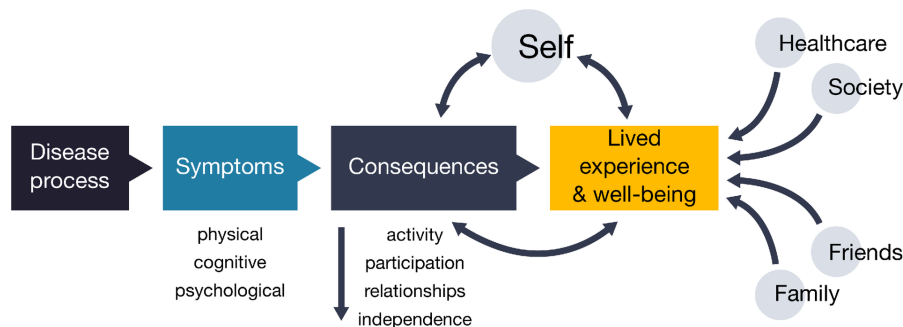 Self
Healthcare
Society
Disease
process
Symptoms
Consequences
Lived
experience
& well-being
physical
cognitive
psychological
activity
participation
relationships
independence
Friends
Family